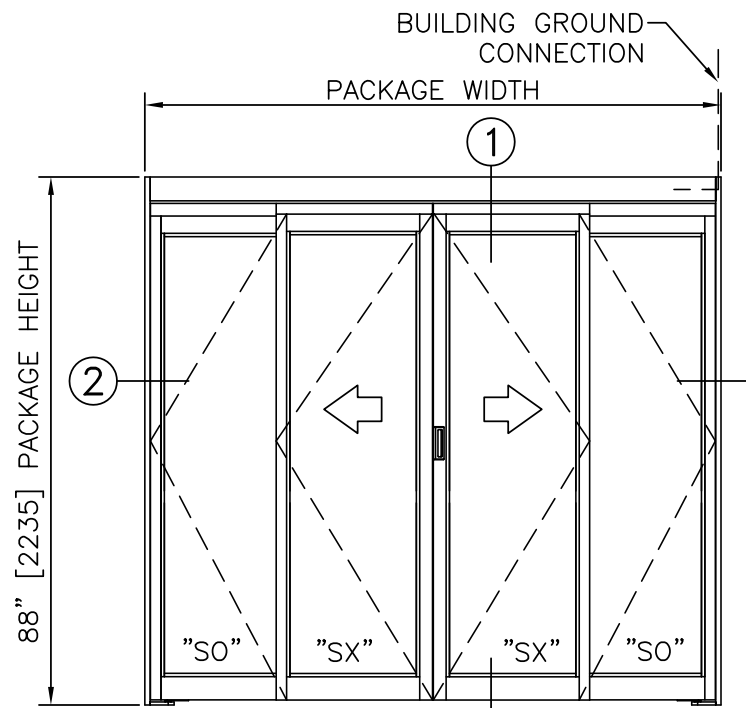 BUILDING GROUND
CONNECTION
PACKAGE WIDTH
1
2
88” [2235] PACKAGE HEIGHT
”SO” ”SX” ”SX” ”SO”